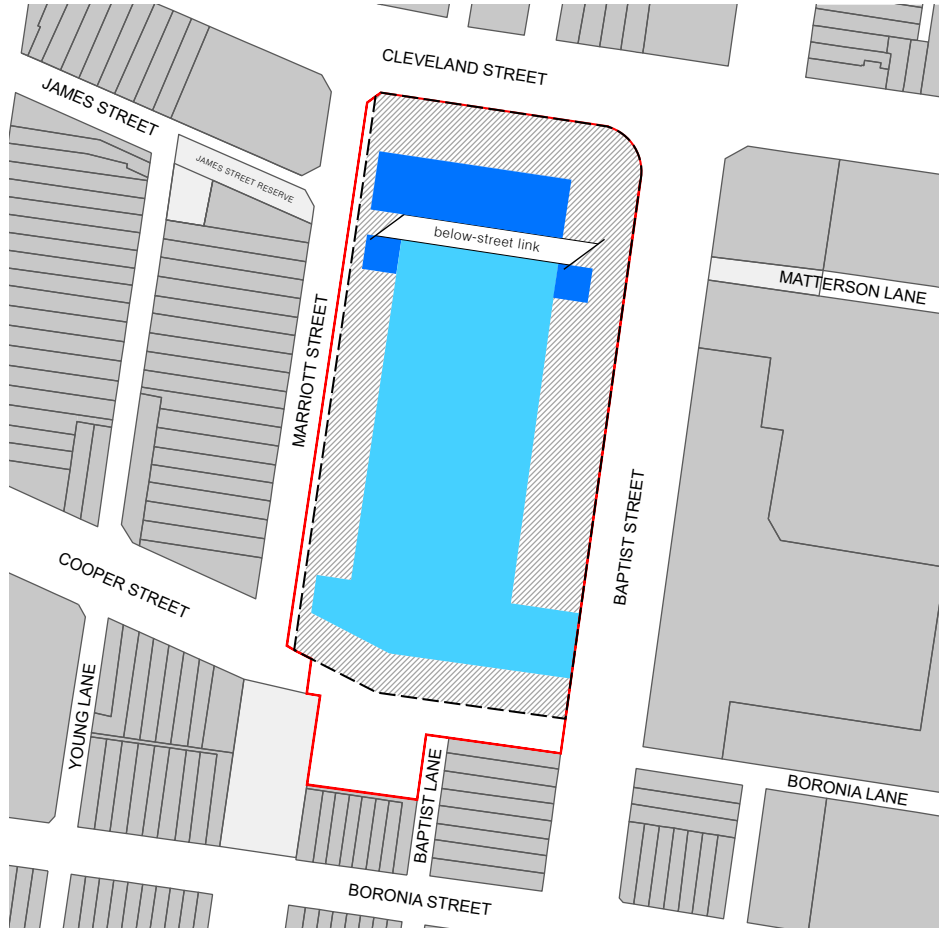 CLEVELAND STREET
JAMES STREET
JAMES STREET RESERVE
below-street link
MATTERSON LANE
MARRIOTT STREET
BAPTIST STREET
COOPER STREET
YOUNG LANE
BAPTIST LANE
BORONIA LANE
BORONIA STREET